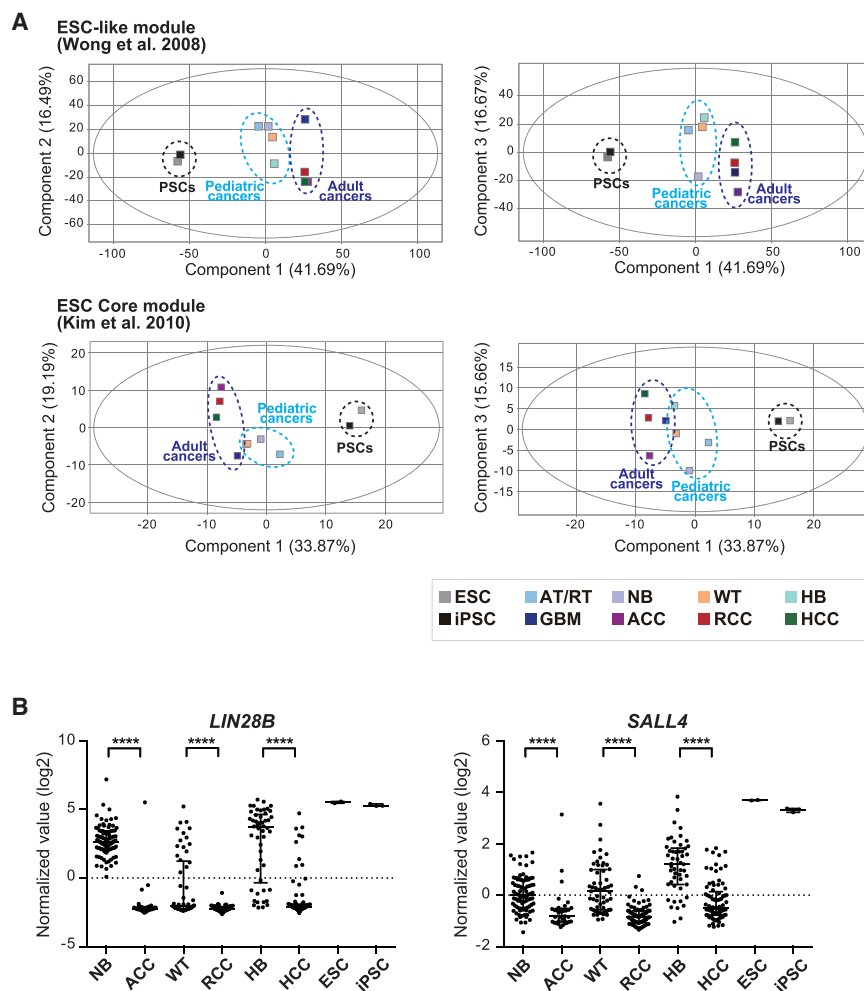 A
ESC-like module
(Wong et al. 2008)
Component 2 (16.49%)
60
40
20
0
-20
-40
-60
PSCs
Pediatric
cancers
Adult
cancers
-100
-50
0
50
100
Component 1 (41.69%)
Component 3 (16.67%)
40
20
0
-20
-40
PSCs
Pediatric
cancers
Adult
cancers
-100
-50
0
50
100
Component 1 (41.69%)
ESC Core module
(Kim et al. 2010)
Component 2 (19.19%)
20
10
0
-10
-20
Adult
cancers
Pediatric
cancers
PSCs
-20
-10
0
10
20
Component 1 (33.87%)
Component 3 (15.66%)
15
10
5
0
-5
-10
-15
Adult
cancers
Pediatric
cancers
PSCs
-20
-10
0
10
20
Component 1 (33.87%)
ESC AT/RT NB WT HB
iPSC GBM ACC RCC HCC
B
LIN28B
Normalized value (log2)
10
5
0
-5
**** **** ****
NB ACC WT RCC HB HCC ESC iPSC
SALL4
Normalized value (log2)
6
4
2
0
-2
**** **** ****
NB ACC WT RCC HB HCC ESC iPSC